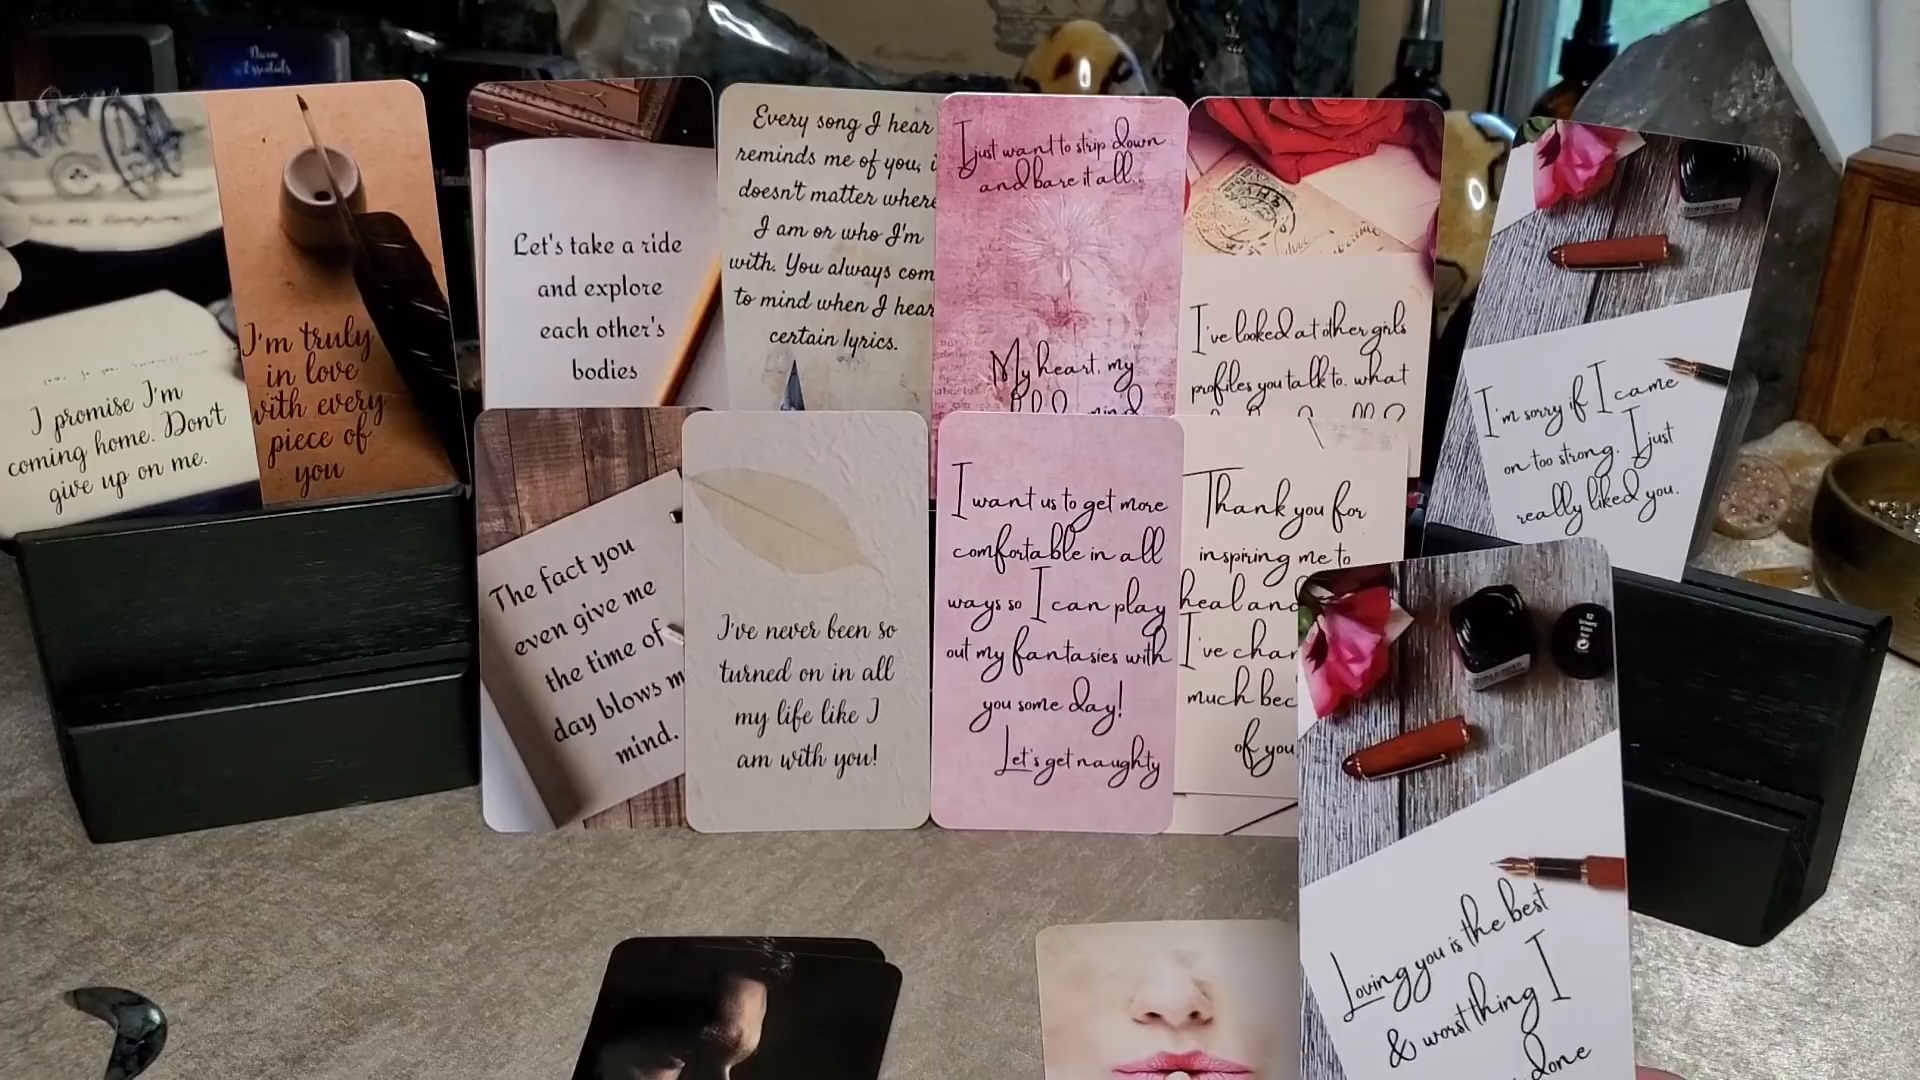 Nuvo
Essentials
I promise I'm
coming home. Don't
give up on me.
I'm truly
in love
with every
piece of
you
Let's take a ride
and explore
each other's
bodies
Every song I hear
reminds me of you,
doesn't matter where
I am or who I'm
with. You always com
to mind when I hear
certain lyrics.
I just want to strip down
and bare it all..
My heart, my
mind
I've looked at other girls
profiles you talk to. what
I'm sorry if I came
on too strong. I just
really liked you.
The fact you
even give me
the time of
day blows m
mind.
I've never been so
turned on in all
my life like I
am with you!
I want us to get more
comfortable in all
ways so I can play
out my fantasies with
you some day!
Let's get naughty
Thank you for
inspiring me to
heal and
I've chan
much bec
of you
Loving you is the best
& worst thing I
done